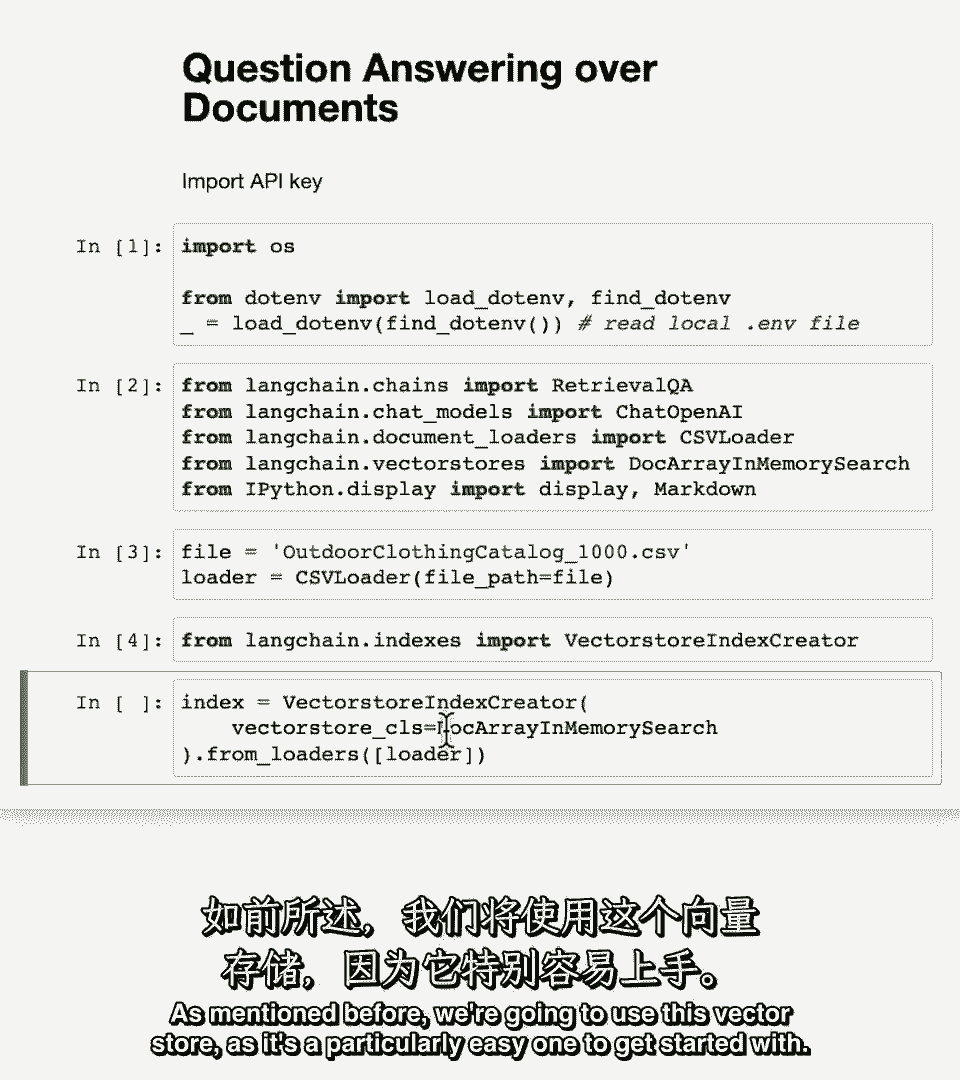 Question Answering over
Documents
Import API key
In [1]: import os
from dotenv import load_dotenv, find_dotenv
_ = load_dotenv(find_dotenv()) # read local .env file
In [2]: from langchain.chains import RetrievalQA
from langchain.chat_models import ChatOpenAI
from langchain.document_loaders import CSVLoader
from langchain.vectorstores import DocArrayInMemorySearch
from IPython.display import display, Markdown
In [3]: file = 'OutdoorClothingCatalog_1000.csv'
loader = CSVLoader(file_path=file)
In [4]: from langchain.indexes import VectorstoreIndexCreator
In [ ]: index = VectorstoreIndexCreator(
vectorstore_cls=DocArrayInMemorySearch
).from_loaders([loader])
如前所述，我们将使用这个向量
存储，因为它特别容易上手。
As mentioned before, we're going to use this vector
store, as it's a particularly easy one to get started with.